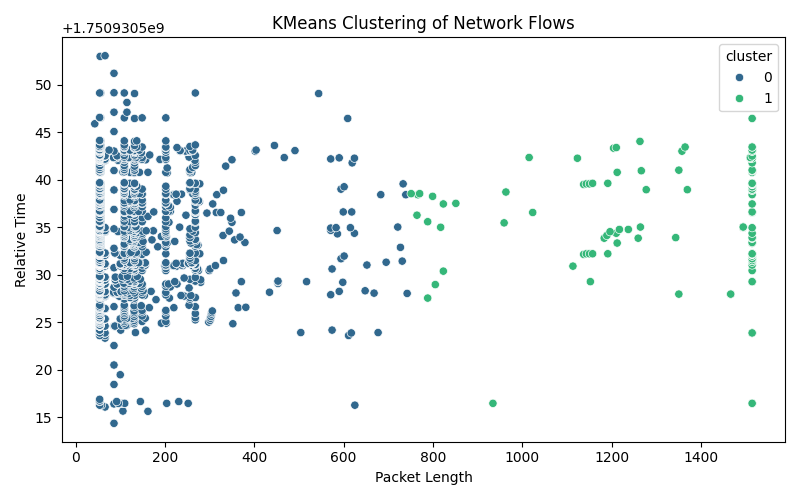 KMeans Clustering of Network Flows
+1.7509305e9
cluster
0
1
50
45
40
35
30
25
20
15
Relative Time
0 200 400 600 800 1000 1200 1400
Packet Length